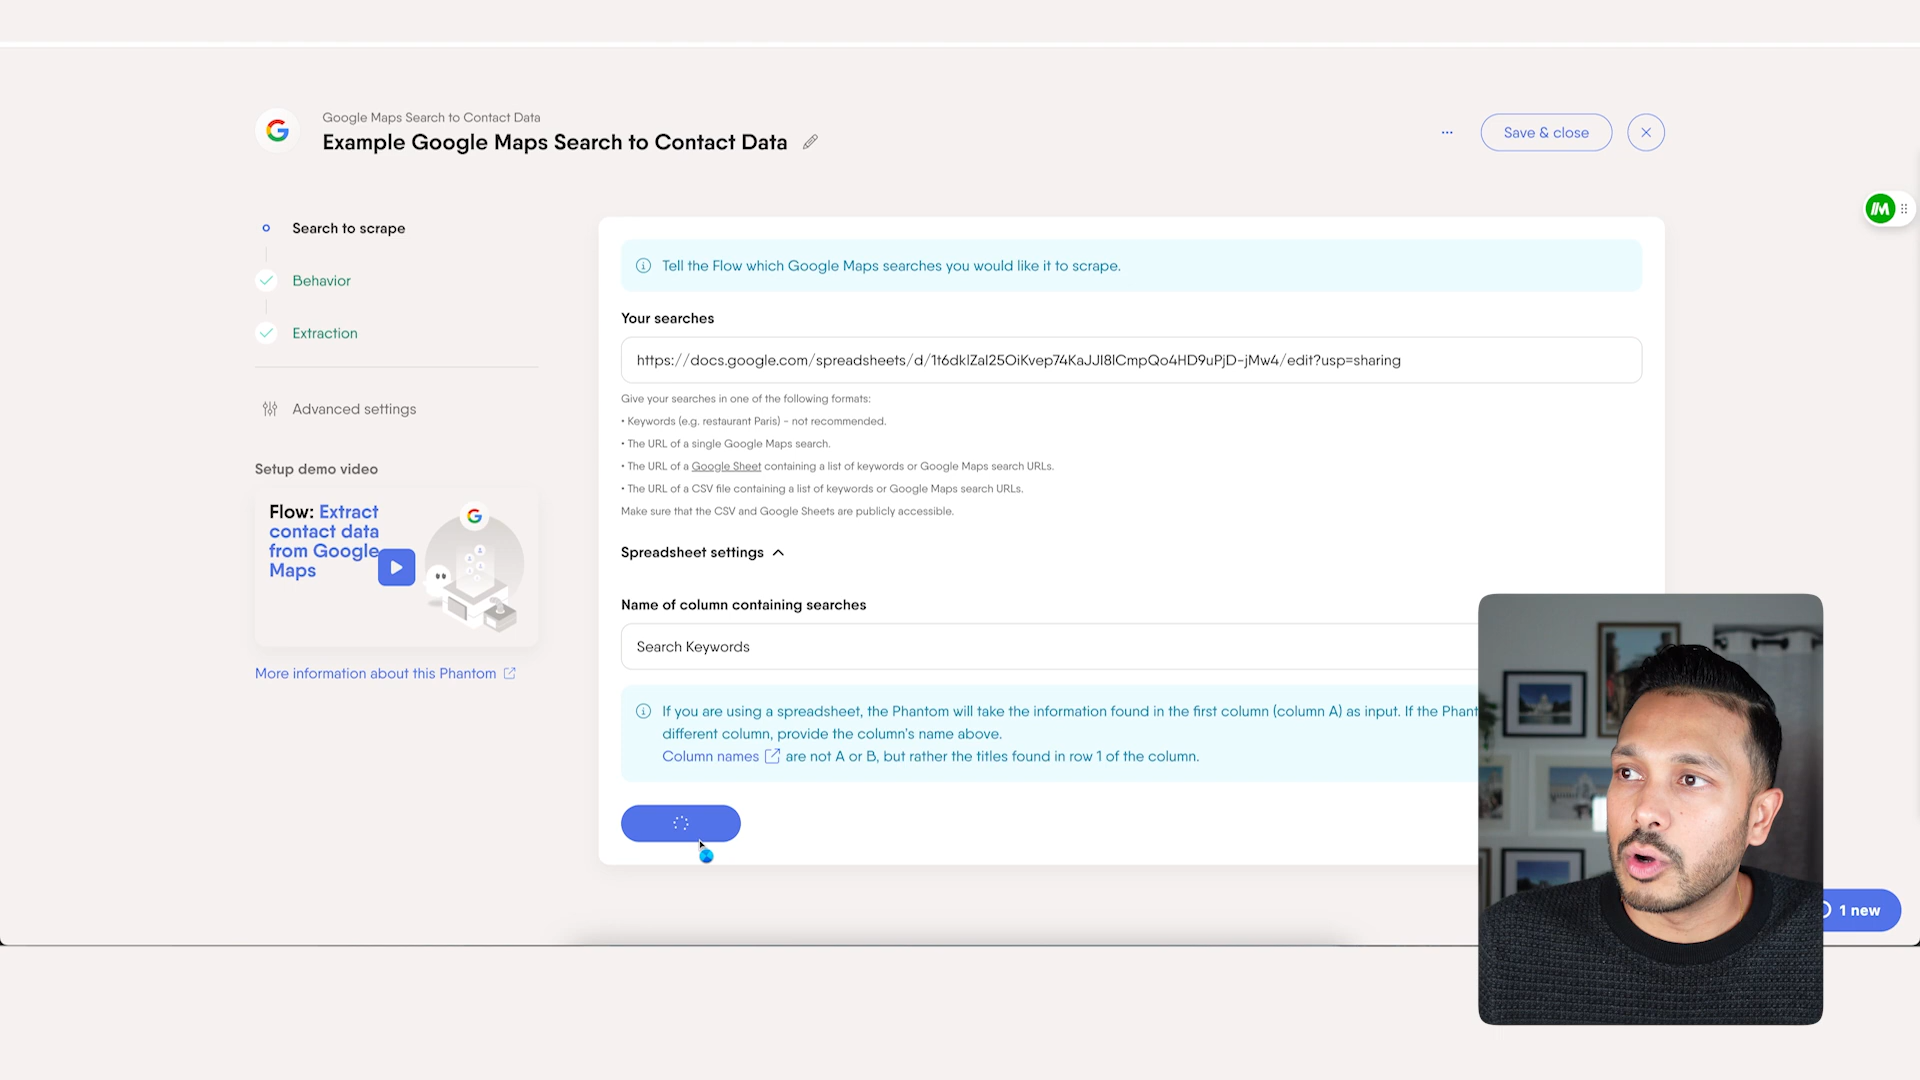 Google Maps Search to Contact Data
Example Google Maps Search to Contact Data
Save & close
Search to scrape
Behavior
Extraction
Advanced settings
Setup demo video
Flow: Extract
contact data
from Google
Maps
More information about this Phantom
Tell the Flow which Google Maps searches you would like it to scrape.
Your searches
https://docs.google.com/spreadsheets/d/1t6dklZal25OiKvep74KaJJl8lCmpQo4HD9uPjD-jMw4/edit?usp=sharing
Give your searches in one of the following formats:
• Keywords (e.g. restaurant Paris) - not recommended.
• The URL of a single Google Maps search.
• The URL of a Google Sheet containing a list of keywords or Google Maps search URLs.
• The URL of a CSV file containing a list of keywords or Google Maps search URLs.
Make sure that the CSV and Google Sheets are publicly accessible.
Spreadsheet settings
Name of column containing searches
Search Keywords
If you are using a spreadsheet, the Phantom will take the information found in the first column (column A) as input. If the Phant
different column, provide the column's name above.
Column names are not A or B, but rather the titles found in row 1 of the column.
1 new